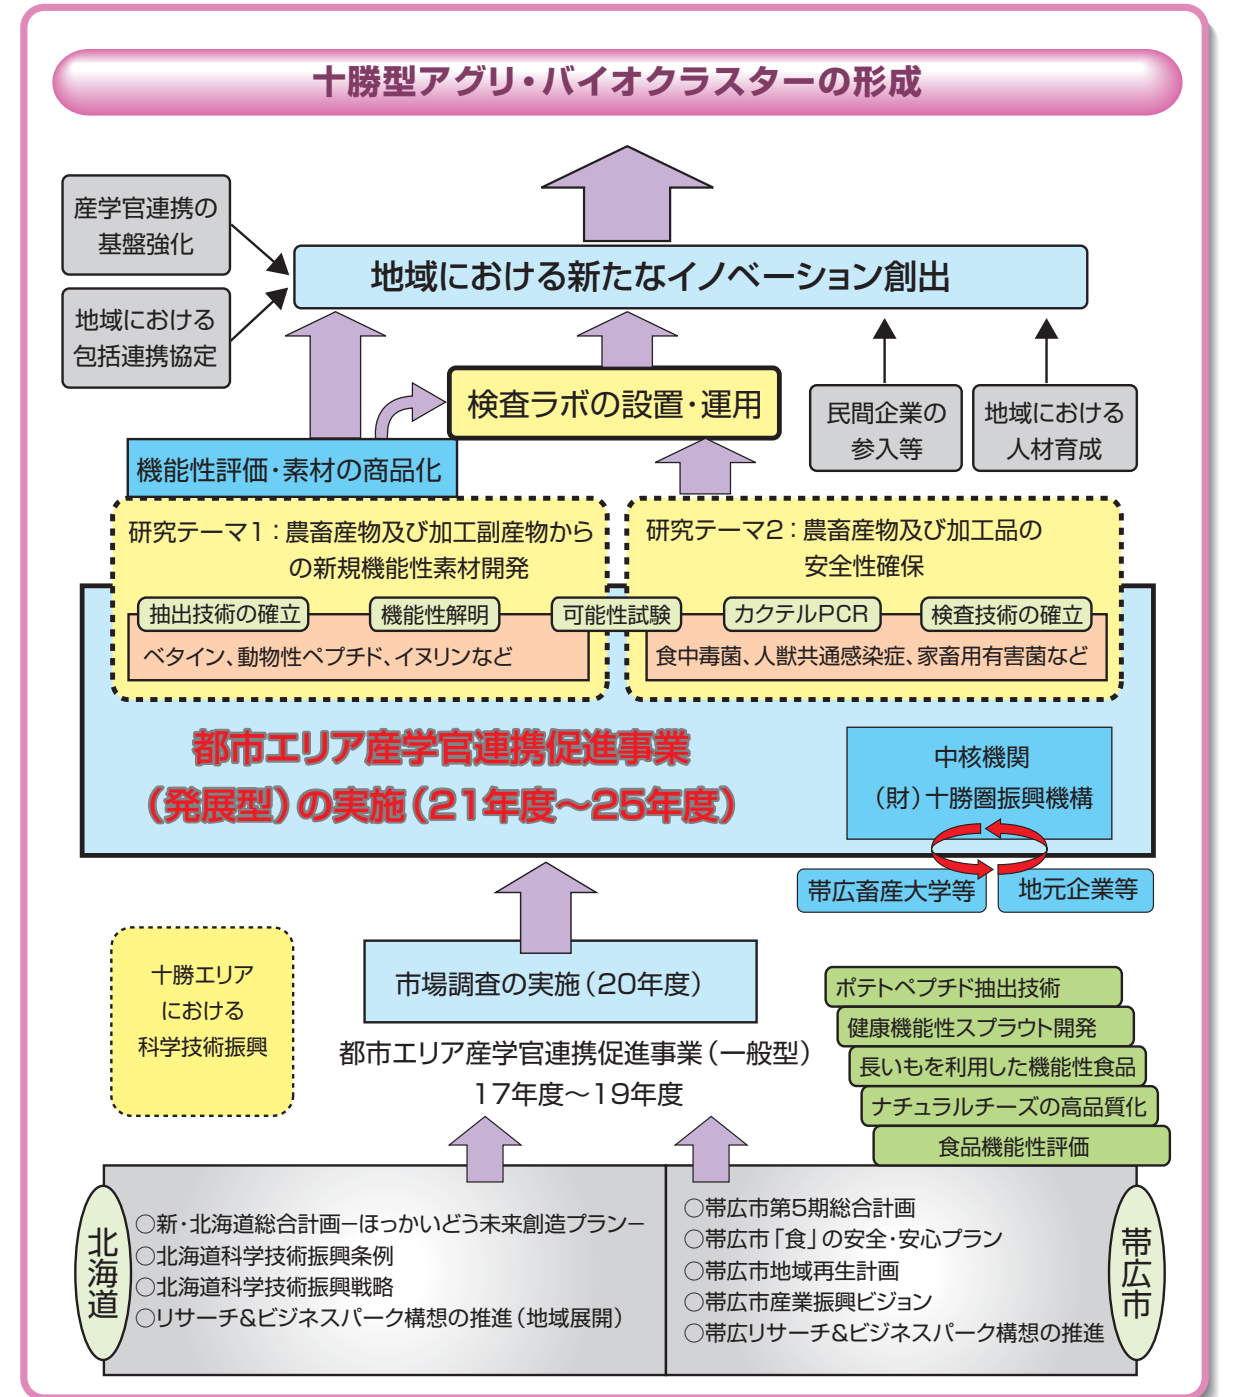 十勝型アグリ・バイオクラスターの形成
産学官連携の
基盤強化
地域における新たなイノベーション創出
地域における
包括連携協定
検査ラボの設置・運用
民間企業の
参入等
地域における
人材育成
機能性評価・素材の商品化
研究テーマ1：農畜産物及び加工副産物から
の新規機能性素材開発
研究テーマ2：農畜産物及び加工品の
安全性確保
抽出技術の確立
機能性解明
可能性試験
カクテルPCR
検査技術の確立
ベタイン、動物性ペプチド、イヌリンなど
食中毒菌、人獣共通感染症、家畜用有害菌など
都市エリア産学官連携促進事業
（発展型）の実施（21年度～25年度）
中核機関
（財）十勝圏振興機構
帯広畜産大学等
地元企業等
十勝エリア
における
科学技術振興
市場調査の実施（20年度）
都市エリア産学官連携促進事業（一般型）
17年度～19年度
ポテトペプチド抽出技術
健康機能性スプラウト開発
長いもを利用した機能性食品
ナチュラルチーズの高品質化
食品機能性評価
北海道
○新・北海道総合計画－ほっかいどう未来創造プラン－
○北海道科学技術振興条例
○北海道科学技術振興戦略
○リサーチ&ビジネスパーク構想の推進（地域展開）
○帯広市第5期総合計画
○帯広市「食」の安全・安心プラン
○帯広市地域再生計画
○帯広市産業振興ビジョン
○帯広リサーチ&ビジネスパーク構想の推進
帯広市